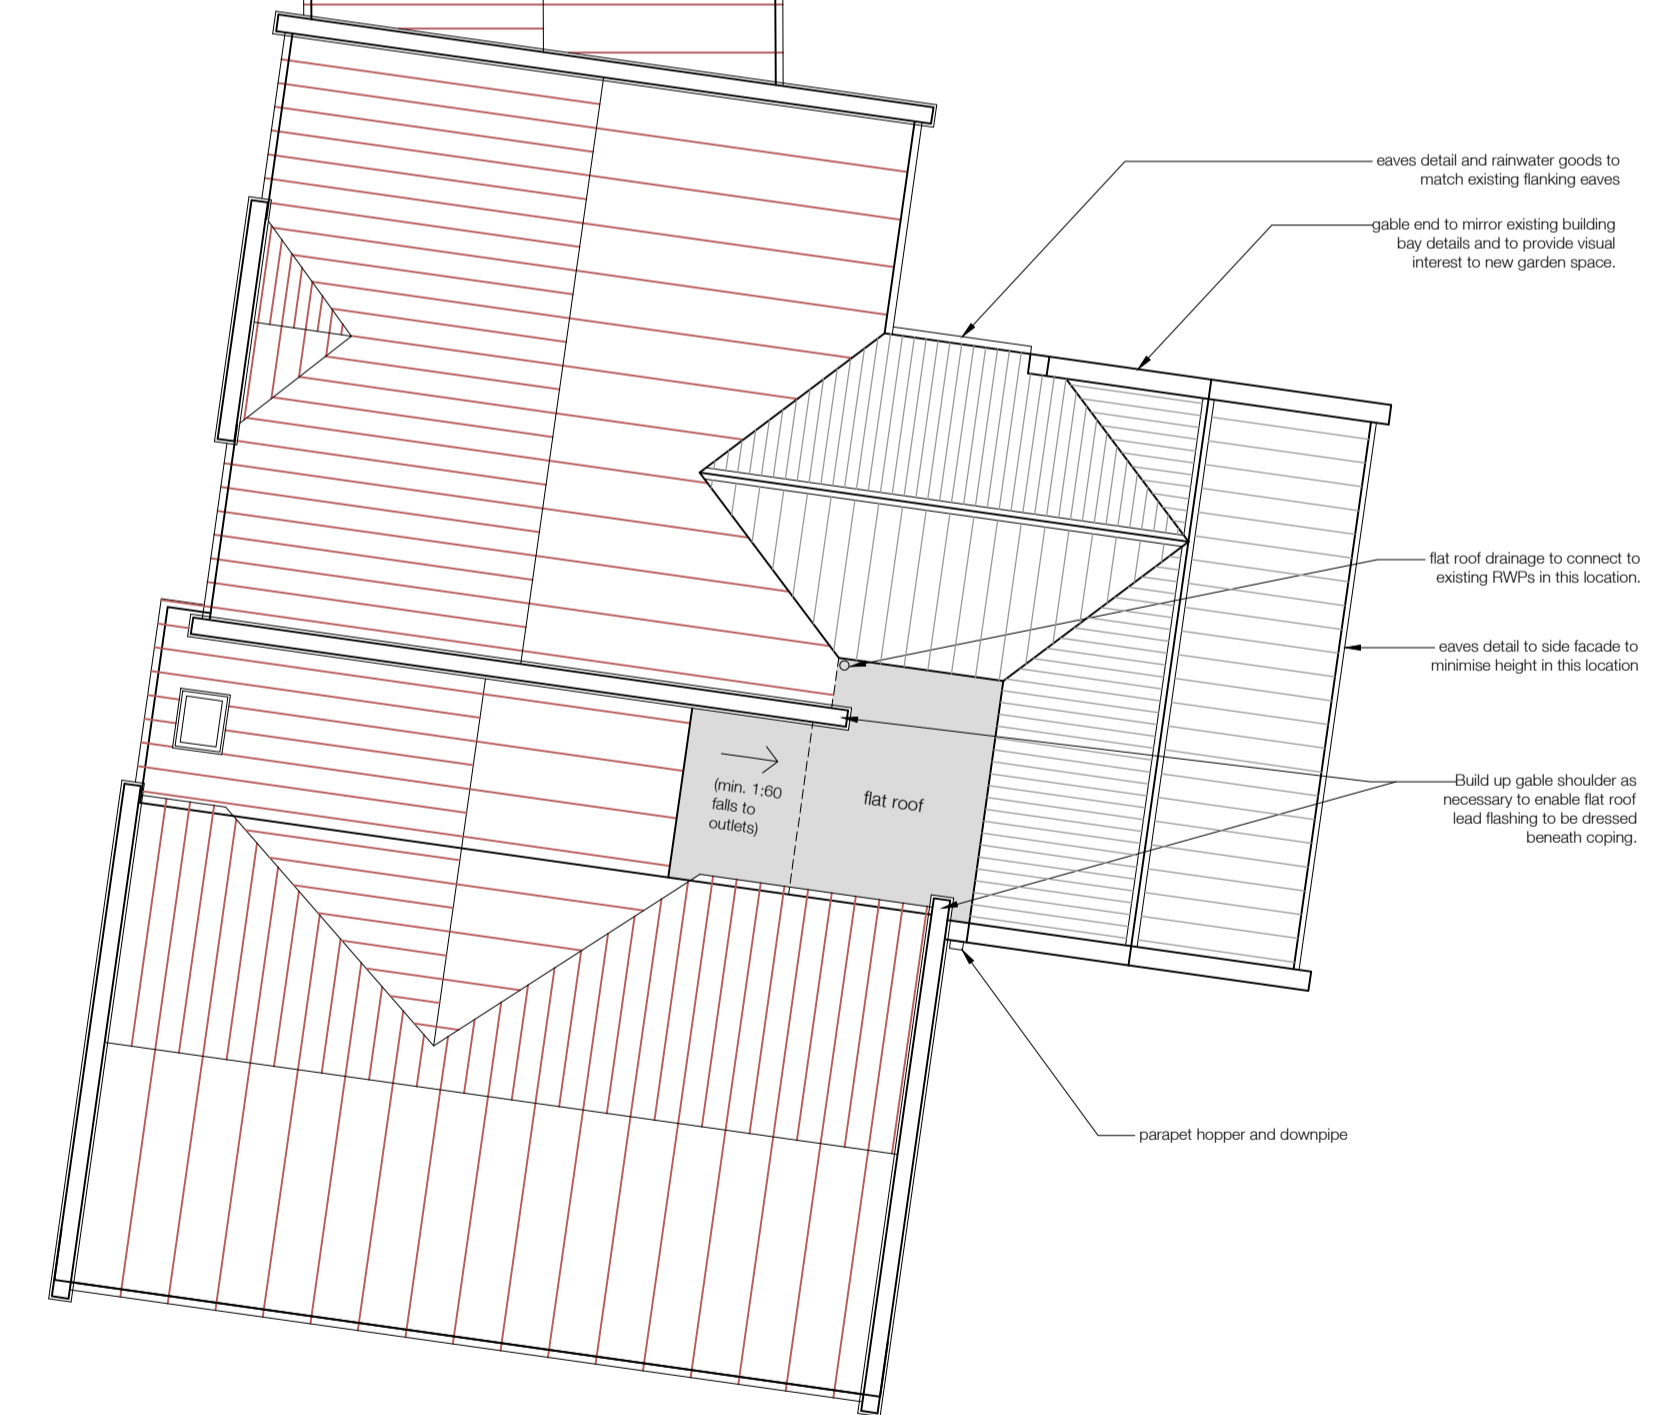 eaves detail and rainwater goods to
match existing flanking eaves
gable end to mirror existing building
bay details and to provide visual
interest to new garden space.
flat roof drainage to connect to
existing RWPs in this location.
eaves detail to side facade to
minimise height in this location
(min. 1:60
falls to
outlets)
flat roof
Build up gable shoulder as
necessary to enable flat roof
lead flashing to be dressed
beneath coping.
parapet hopper and downpipe